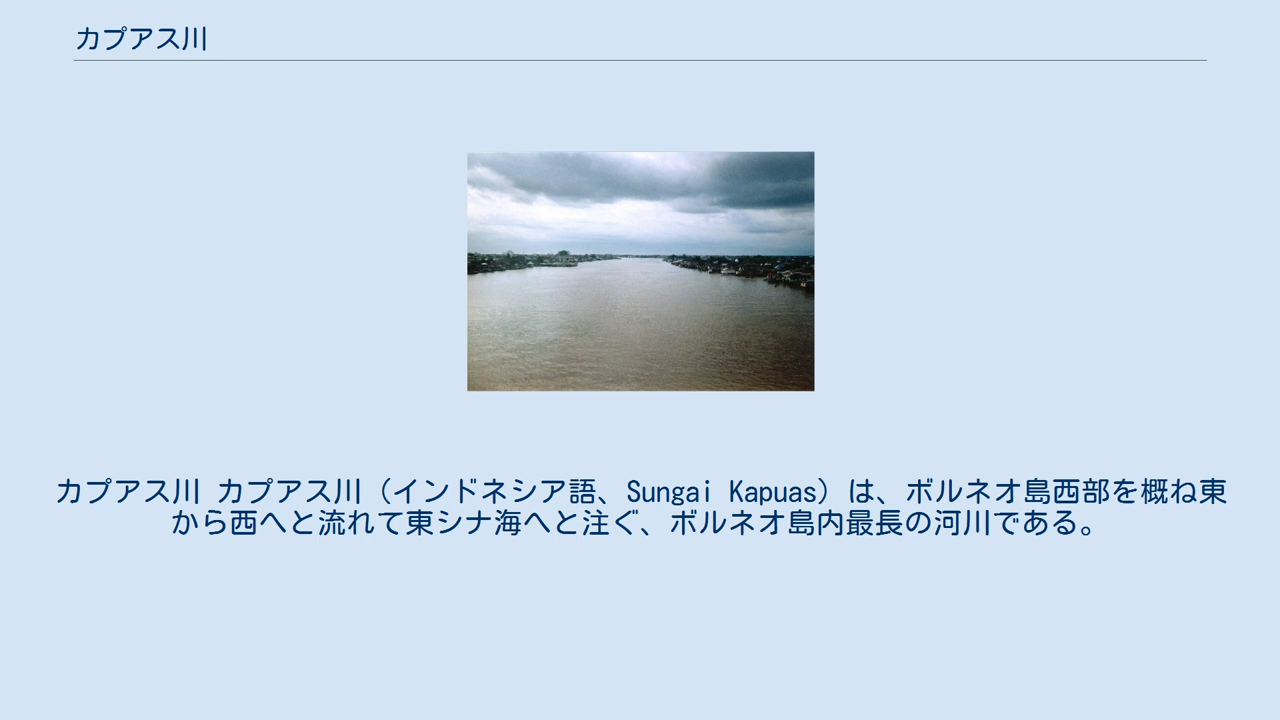 カプアス川
カプアス川 カプアス川（インドネシア語、Sungai Kapuas）は、ボルネオ島西部を概ね東
から西へと流れて東シナ海へと注ぐ、ボルネオ島内最長の河川である。